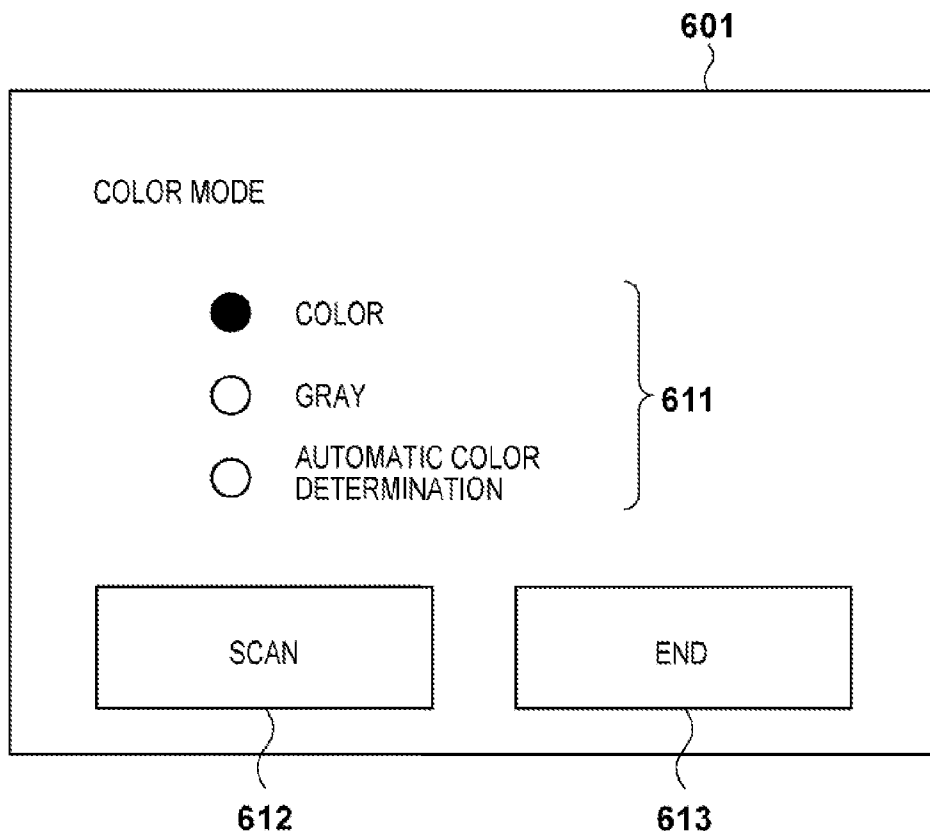 601
COLOR MODE
COLOR
GRAY
611
AUTOMATIC COLOR
DETERMINATION
SCAN
END
612
613